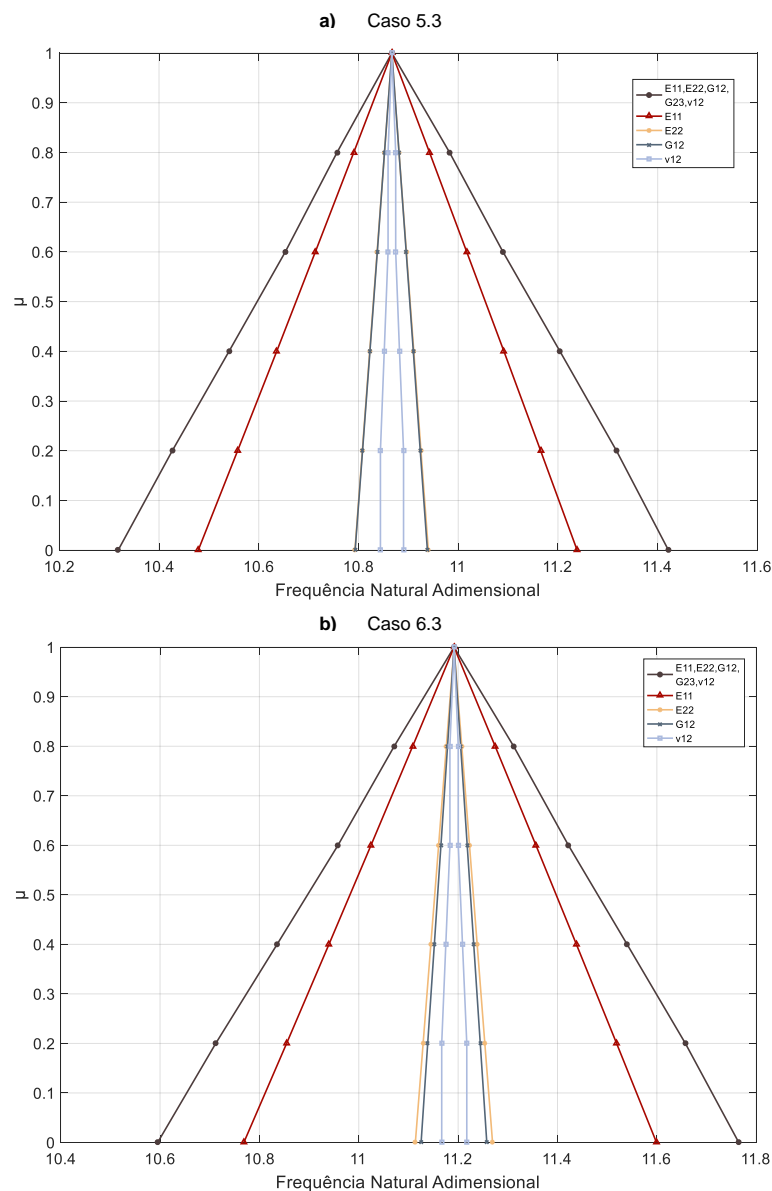 a) Caso 5.3
1
0.9
0.8
0.7
0.6
0.5
0.4
0.3
0.2
0.1
0
µ
E11,E22,G12,
G23,v12
E11
E22
G12
v12
10.2 10.4 10.6 10.8 11 11.2 11.4 11.6
Frequência Natural Adimensional
b) Caso 6.3
1
0.9
0.8
0.7
0.6
0.5
0.4
0.3
0.2
0.1
0
µ
E11,E22,G12,
G23,v12
E11
E22
G12
v12
10.4 10.6 10.8 11 11.2 11.4 11.6 11.8
Frequência Natural Adimensional